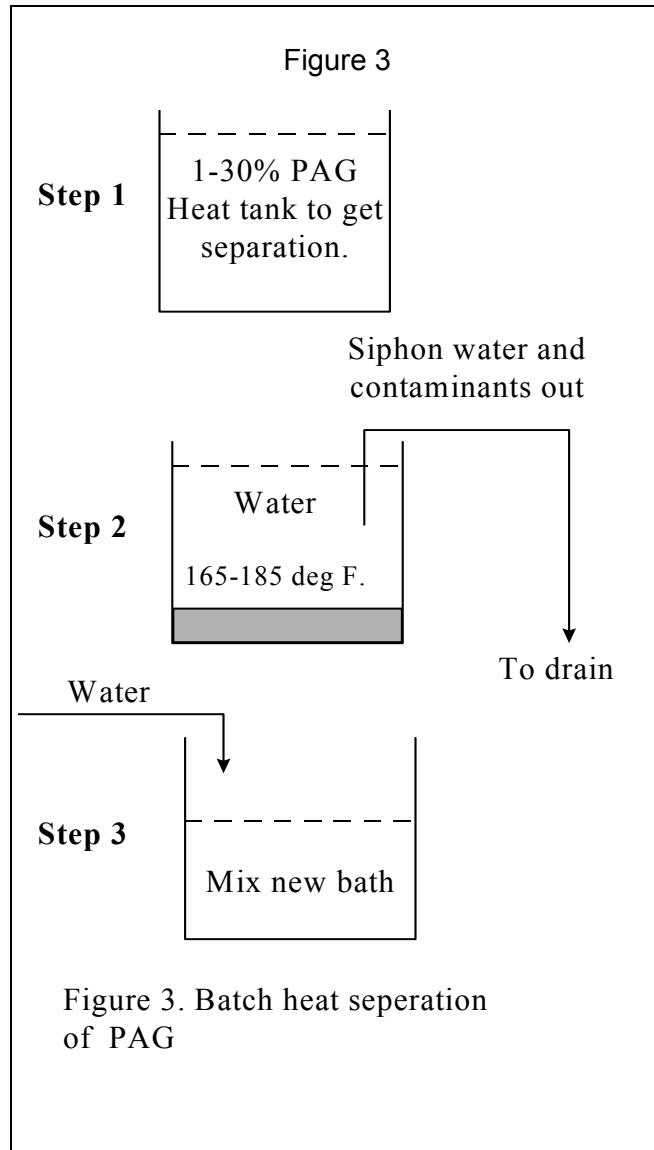 Figure 3
Step 1
1-30% PAG
Heat tank to get
separation.
Siphon water and
contaminants out
Step 2
Water
165-185 deg F.
To drain
Water
Step 3
Mix new bath
Figure 3. Batch heat seperation
of PAG